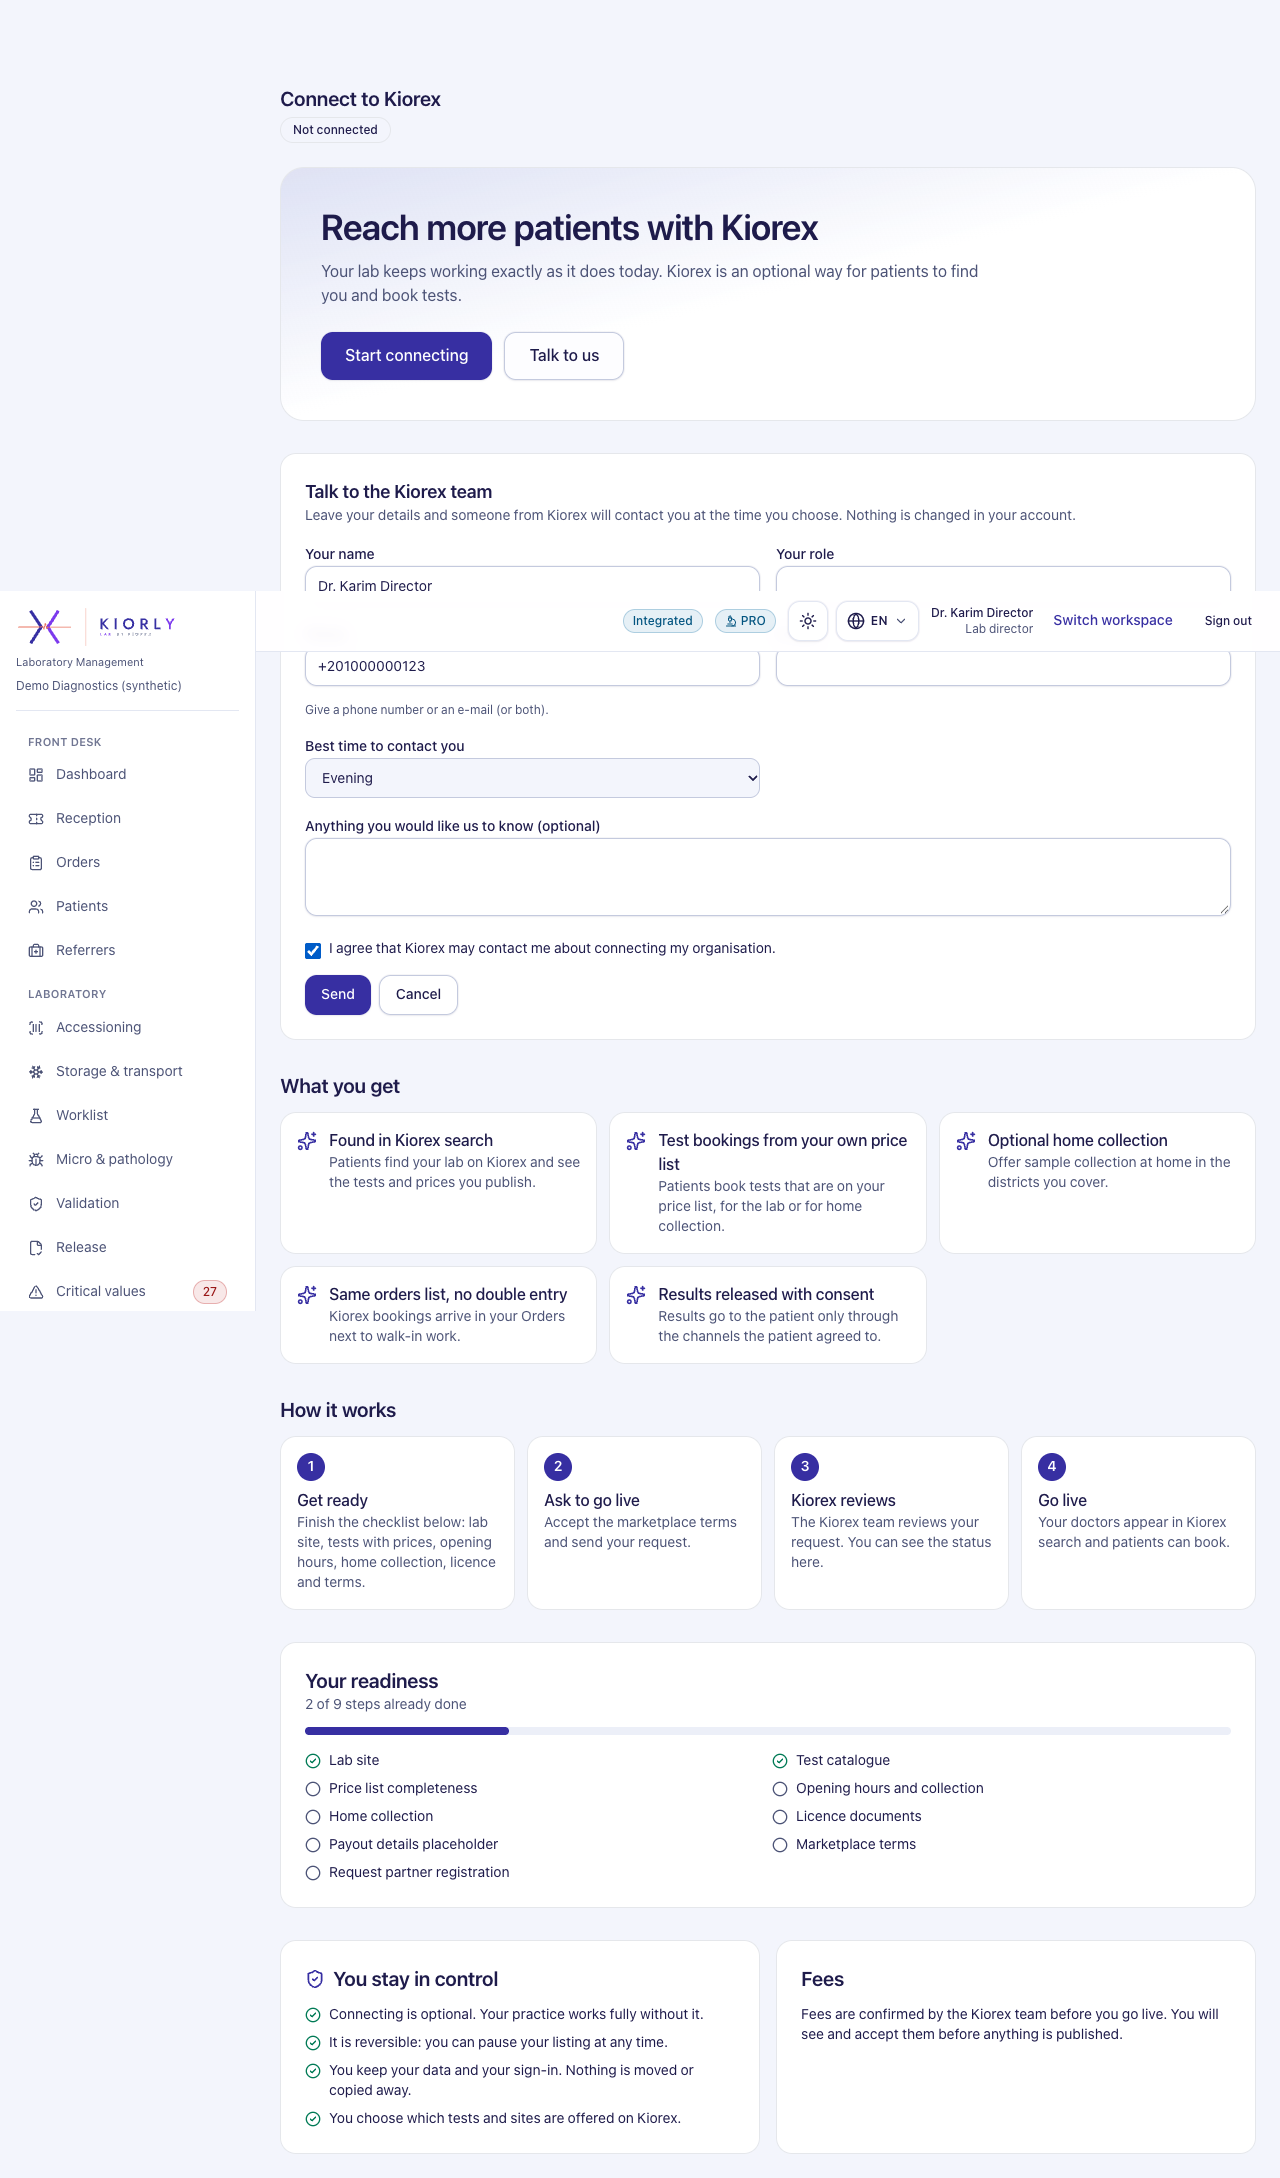 Connect to Kiorex
Not connected
Reach more patients with Kiorex
Your lab keeps working exactly as it does today. Kiorex is an optional way for patients to find
you and book tests.
Start connecting
Talk to us
Talk to the Kiorex team
Leave your details and someone from Kiorex will contact you at the time you choose. Nothing is changed in your account.
Your name
Your role
Dr. Karim Director
KIORLY
Laboratory Management
Demo Diagnostics (synthetic)
Integrated
PRO
EN
Dr. Karim Director
Lab director
Switch workspace
Sign out
FRONT DESK
Dashboard
Reception
Orders
Patients
Referrers
LABORATORY
Accessioning
Storage & transport
Worklist
Micro & pathology
Validation
Release
Critical values
27
+201000000123
Give a phone number or an e-mail (or both).
Best time to contact you
Evening
Anything you would like us to know (optional)
I agree that Kiorex may contact me about connecting my organisation.
Send
Cancel
What you get
Found in Kiorex search
Patients find your lab on Kiorex and see
the tests and prices you publish.
Test bookings from your own price
list
Patients book tests that are on your
price list, for the lab or for home
collection.
Optional home collection
Offer sample collection at home in the
districts you cover.
Same orders list, no double entry
Kiorex bookings arrive in your Orders
next to walk-in work.
Results released with consent
Results go to the patient only through
the channels the patient agreed to.
How it works
1
Get ready
Finish the checklist below: lab
site, tests with prices, opening
hours, home collection, licence
and terms.
2
Ask to go live
Accept the marketplace terms
and send your request.
3
Kiorex reviews
The Kiorex team reviews your
request. You can see the status
here.
4
Go live
Your doctors appear in Kiorex
search and patients can book.
Your readiness
2 of 9 steps already done
Lab site
Test catalogue
Price list completeness
Opening hours and collection
Home collection
Licence documents
Payout details placeholder
Marketplace terms
Request partner registration
You stay in control
Connecting is optional. Your practice works fully without it.
It is reversible: you can pause your listing at any time.
You keep your data and your sign-in. Nothing is moved or
copied away.
You choose which tests and sites are offered on Kiorex.
Fees
Fees are confirmed by the Kiorex team before you go live. You will
see and accept them before anything is published.